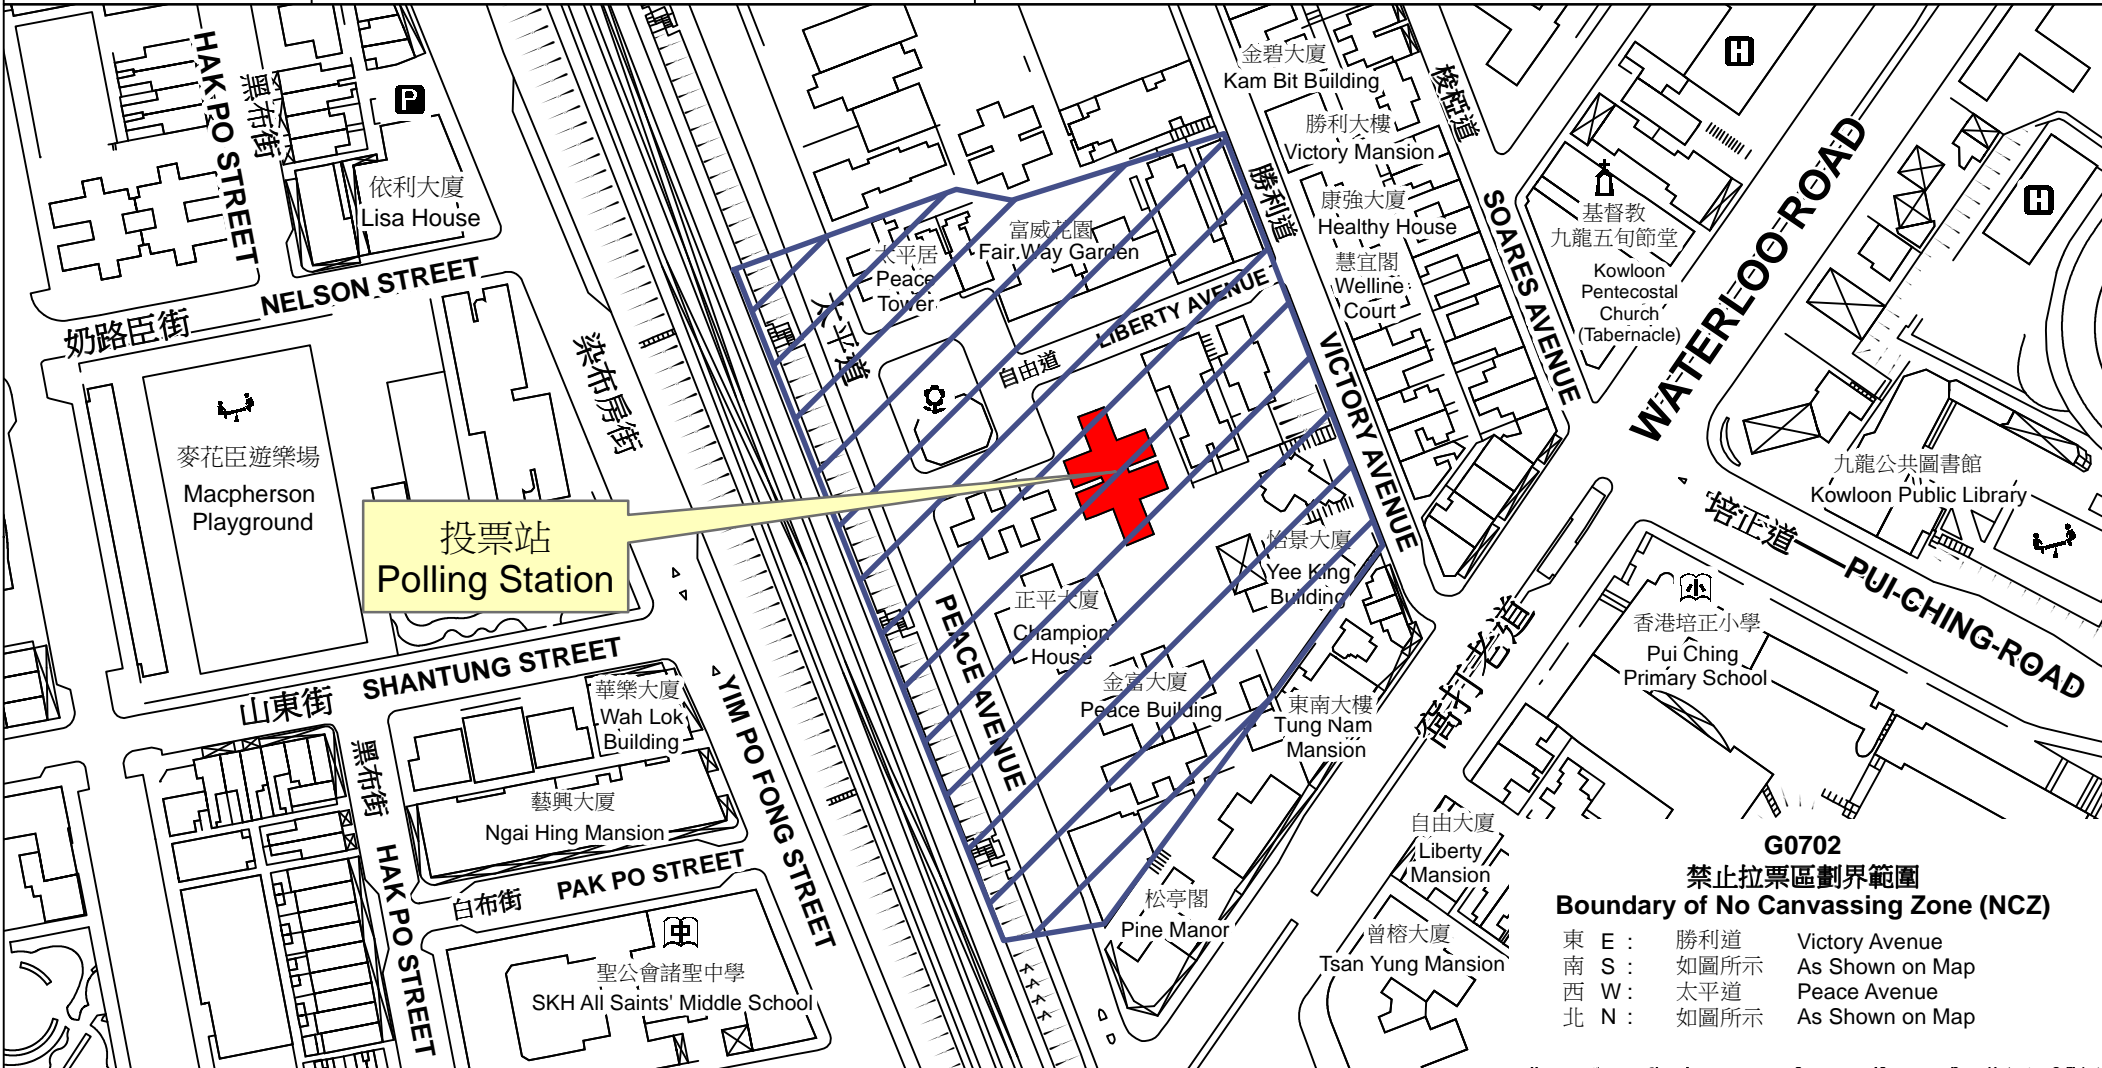 HAK PO STREET
黑布街
P
依利大廈
Lisa House
NELSON STREET
奶路臣街
染布房街
麥花臣遊樂場
Macpherson
Playground
投票站
Polling Station
SHANTUNG STREET
山東街
華樂大廈
Wah Lok
Building
黑布街
HAK PO STREET
藝興大廈
Ngai Hing Mansion
YIM PO FONG STREET
白布街
PAK PO STREET
中
聖公會諸聖中學
SKH All Saints' Middle School
金碧大廈
Kam Bit Building
勝利大樓
Victory Mansion
梭椏道
SOARES AVENUE
勝利道
VICTORY AVENUE
康強大廈
Healthy House
慧宜閣
Welline
Court
富威花園
Fair Way Garden
太平居
Peace
Tower
太平道
PEACE AVENUE
自由道
LIBERTY AVENUE
怡景大廈
Yee King
Building
正平大廈
Champion
House
金富大廈
Peace Building
東南大樓
Tung Nam
Mansion
松亭閣
Pine Manor
H
基督教
九龍五旬節堂
Kowloon
Pentecostal
Church
(Tabernacle)
WATERLOO ROAD
窩打老道
H
九龍公共圖書館
Kowloon Public Library
培正道
PUI-CHING-ROAD
小
香港培正小學
Pui Ching
Primary School
自由大廈
Liberty
Mansion
曾榕大廈
Tsan Yung Mansion
G0702
禁止拉票區劃界範圍
Boundary of No Canvassing Zone (NCZ)
東 E : 勝利道 Victory Avenue
南 S : 如圖所示 As Shown on Map
西 W : 太平道 Peace Avenue
北 N : 如圖所示 As Shown on Map